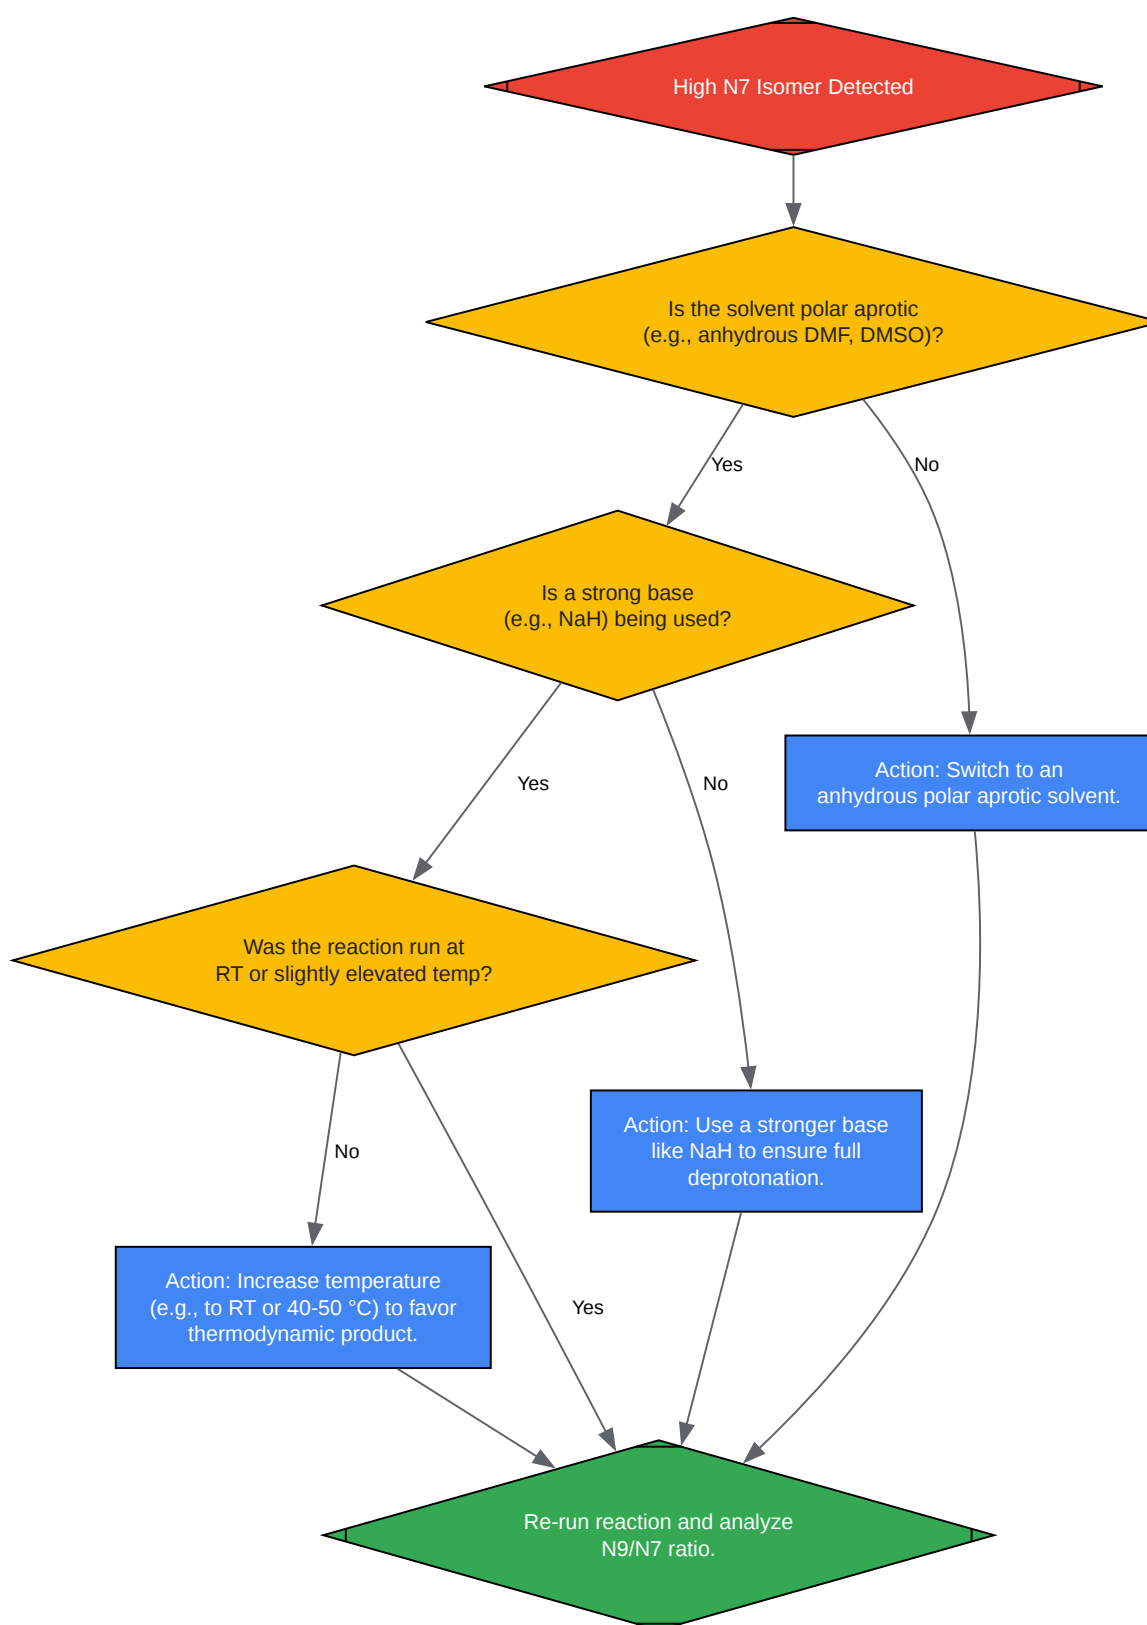 High N7 Isomer Detected
Is the solvent polar aprotic
(e.g., anhydrous DMF, DMSO)?
Yes
No
Is a strong base
(e.g., NaH) being used?
Yes
No
Action: Switch to an
anhydrous polar aprotic solvent.
Was the reaction run at
RT or slightly elevated temp?
No
Yes
Action: Use a stronger base
like NaH to ensure full
deprotonation.
Action: Increase temperature
(e.g., to RT or 40-50 °C) to favor
thermodynamic product.
Re-run reaction and analyze
N9/N7 ratio.